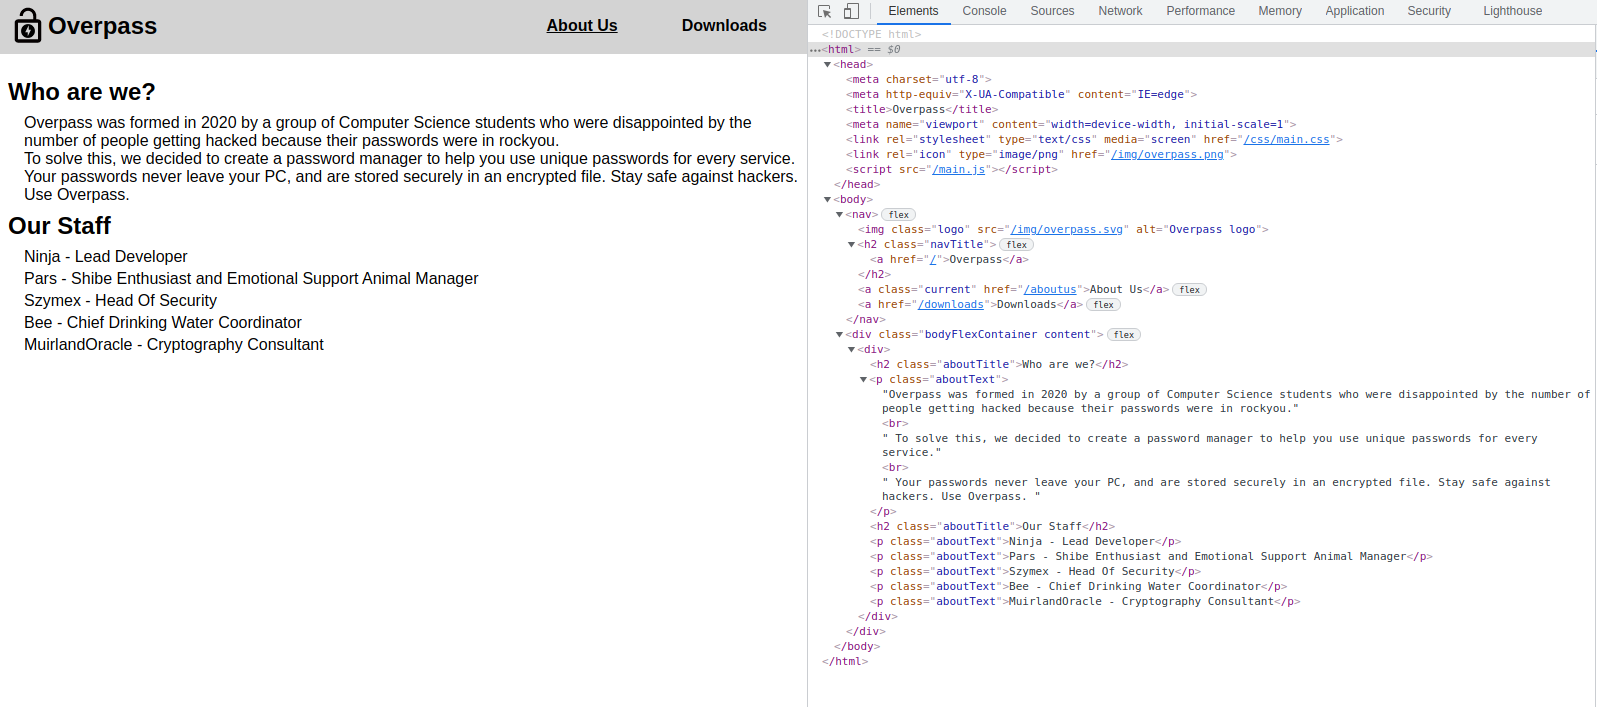 Overpass
About Us
Downloads
Who are we?
Overpass was formed in 2020 by a group of Computer Science students who were disappointed by the
number of people getting hacked because their passwords were in rockyou.
To solve this, we decided to create a password manager to help you use unique passwords for every service.
Your passwords never leave your PC, and are stored securely in an encrypted file. Stay safe against hackers.
Use Overpass.
Our Staff
Ninja - Lead Developer
Pars - Shibe Enthusiast and Emotional Support Animal Manager
Szymex - Head Of Security
Bee - Chief Drinking Water Coordinator
MuirlandOracle - Cryptography Consultant
Elements Console Sources Network Performance Memory Application Security Lighthouse
<!DOCTYPE html>
<html> == $0
<head>
<meta charset="utf-8">
<meta http-equiv="X-UA-Compatible" content="IE=edge">
<title>Overpass</title>
<meta name="viewport" content="width=device-width, initial-scale=1">
<link rel="stylesheet" type="text/css" media="screen" href="/css/main.css">
<link rel="icon" type="image/png" href="/img/overpass.png">
<script src="/main.js"></script>
</head>
<body>
<nav> flex
<img class="logo" src="/img/overpass.svg" alt="Overpass logo">
<h2 class="navTitle"> flex
<a href="/">Overpass</a>
</h2>
<a class="current" href="/aboutus">About Us</a> flex
<a href="/downloads">Downloads</a> flex
</nav>
<div class="bodyFlexContainer content"> flex
<div>
<h2 class="aboutTitle">Who are we?</h2>
<p class="aboutText">
"Overpass was formed in 2020 by a group of Computer Science students who were disappointed by the number of
people getting hacked because their passwords were in rockyou."
<br>
" To solve this, we decided to create a password manager to help you use unique passwords for every
service."
<br>
" Your passwords never leave your PC, and are stored securely in an encrypted file. Stay safe against
hackers. Use Overpass. "
</p>
<h2 class="aboutTitle">Our Staff</h2>
<p class="aboutText">Ninja - Lead Developer</p>
<p class="aboutText">Pars - Shibe Enthusiast and Emotional Support Animal Manager</p>
<p class="aboutText">Szymex - Head Of Security</p>
<p class="aboutText">Bee - Chief Drinking Water Coordinator</p>
<p class="aboutText">MuirlandOracle - Cryptography Consultant</p>
</div>
</div>
</body>
</html>